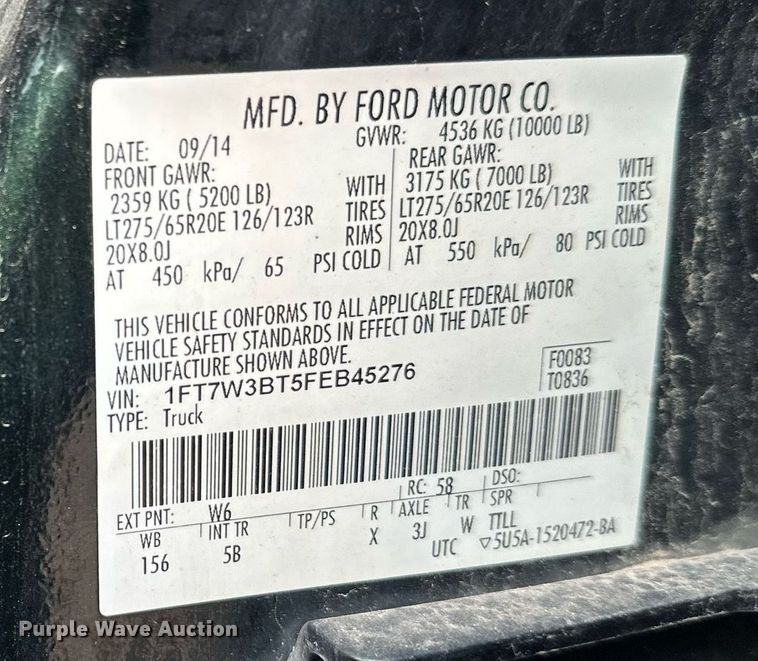 MFD. BY FORD MOTOR CO.
DATE: 09/14 GVWR: 4536 KG (10000 LB)
FRONT GAWR: REAR GAWR:
2359 KG ( 5200 LB) WITH 3175 KG ( 7000 LB) WITH
LT275/65R20E 126/123R TIRES LT275/65R20E 126/123R TIRES
20X8.0J RIMS 20X8.0J RIMS
AT 450 kPa/ 65 PSI COLD AT 550 kPa/ 80 PSI COLD
THIS VEHICLE CONFORMS TO ALL APPLICABLE FEDERAL MOTOR
VEHICLE SAFETY STANDARDS IN EFFECT ON THE DATE OF
MANUFACTURE SHOWN ABOVE.
VIN: 1FT7W3BT5FEB45276 F0083
TYPE: Truck T0836
EXT PNT: W6 RC: 58 DSO:
WB INT TR TP/PS R AXLE TR SPR
156 5B X 3J W TTLL
UTC ▽5U5A-1520472-BA
Purple Wave Auction